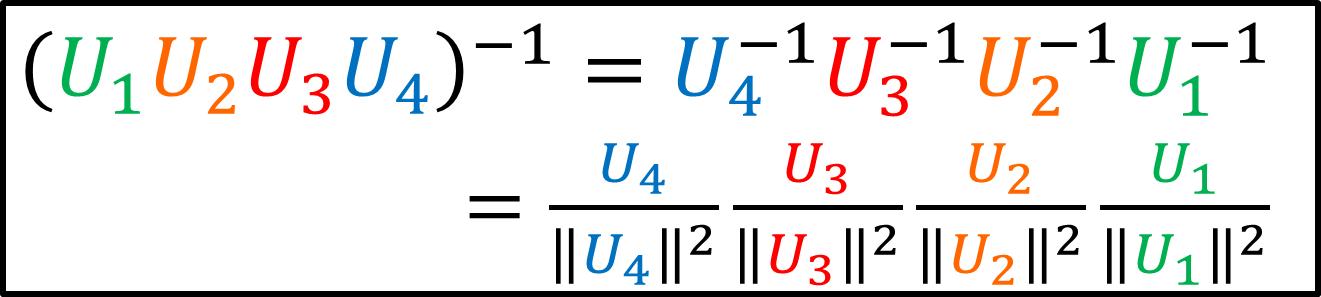 (U₁U₂U₃U₄)⁻¹ = U₄⁻¹U₃⁻¹U₂⁻¹U₁⁻¹
= U₄/‖U₄‖² U₃/‖U₃‖² U₂/‖U₂‖² U₁/‖U₁‖²